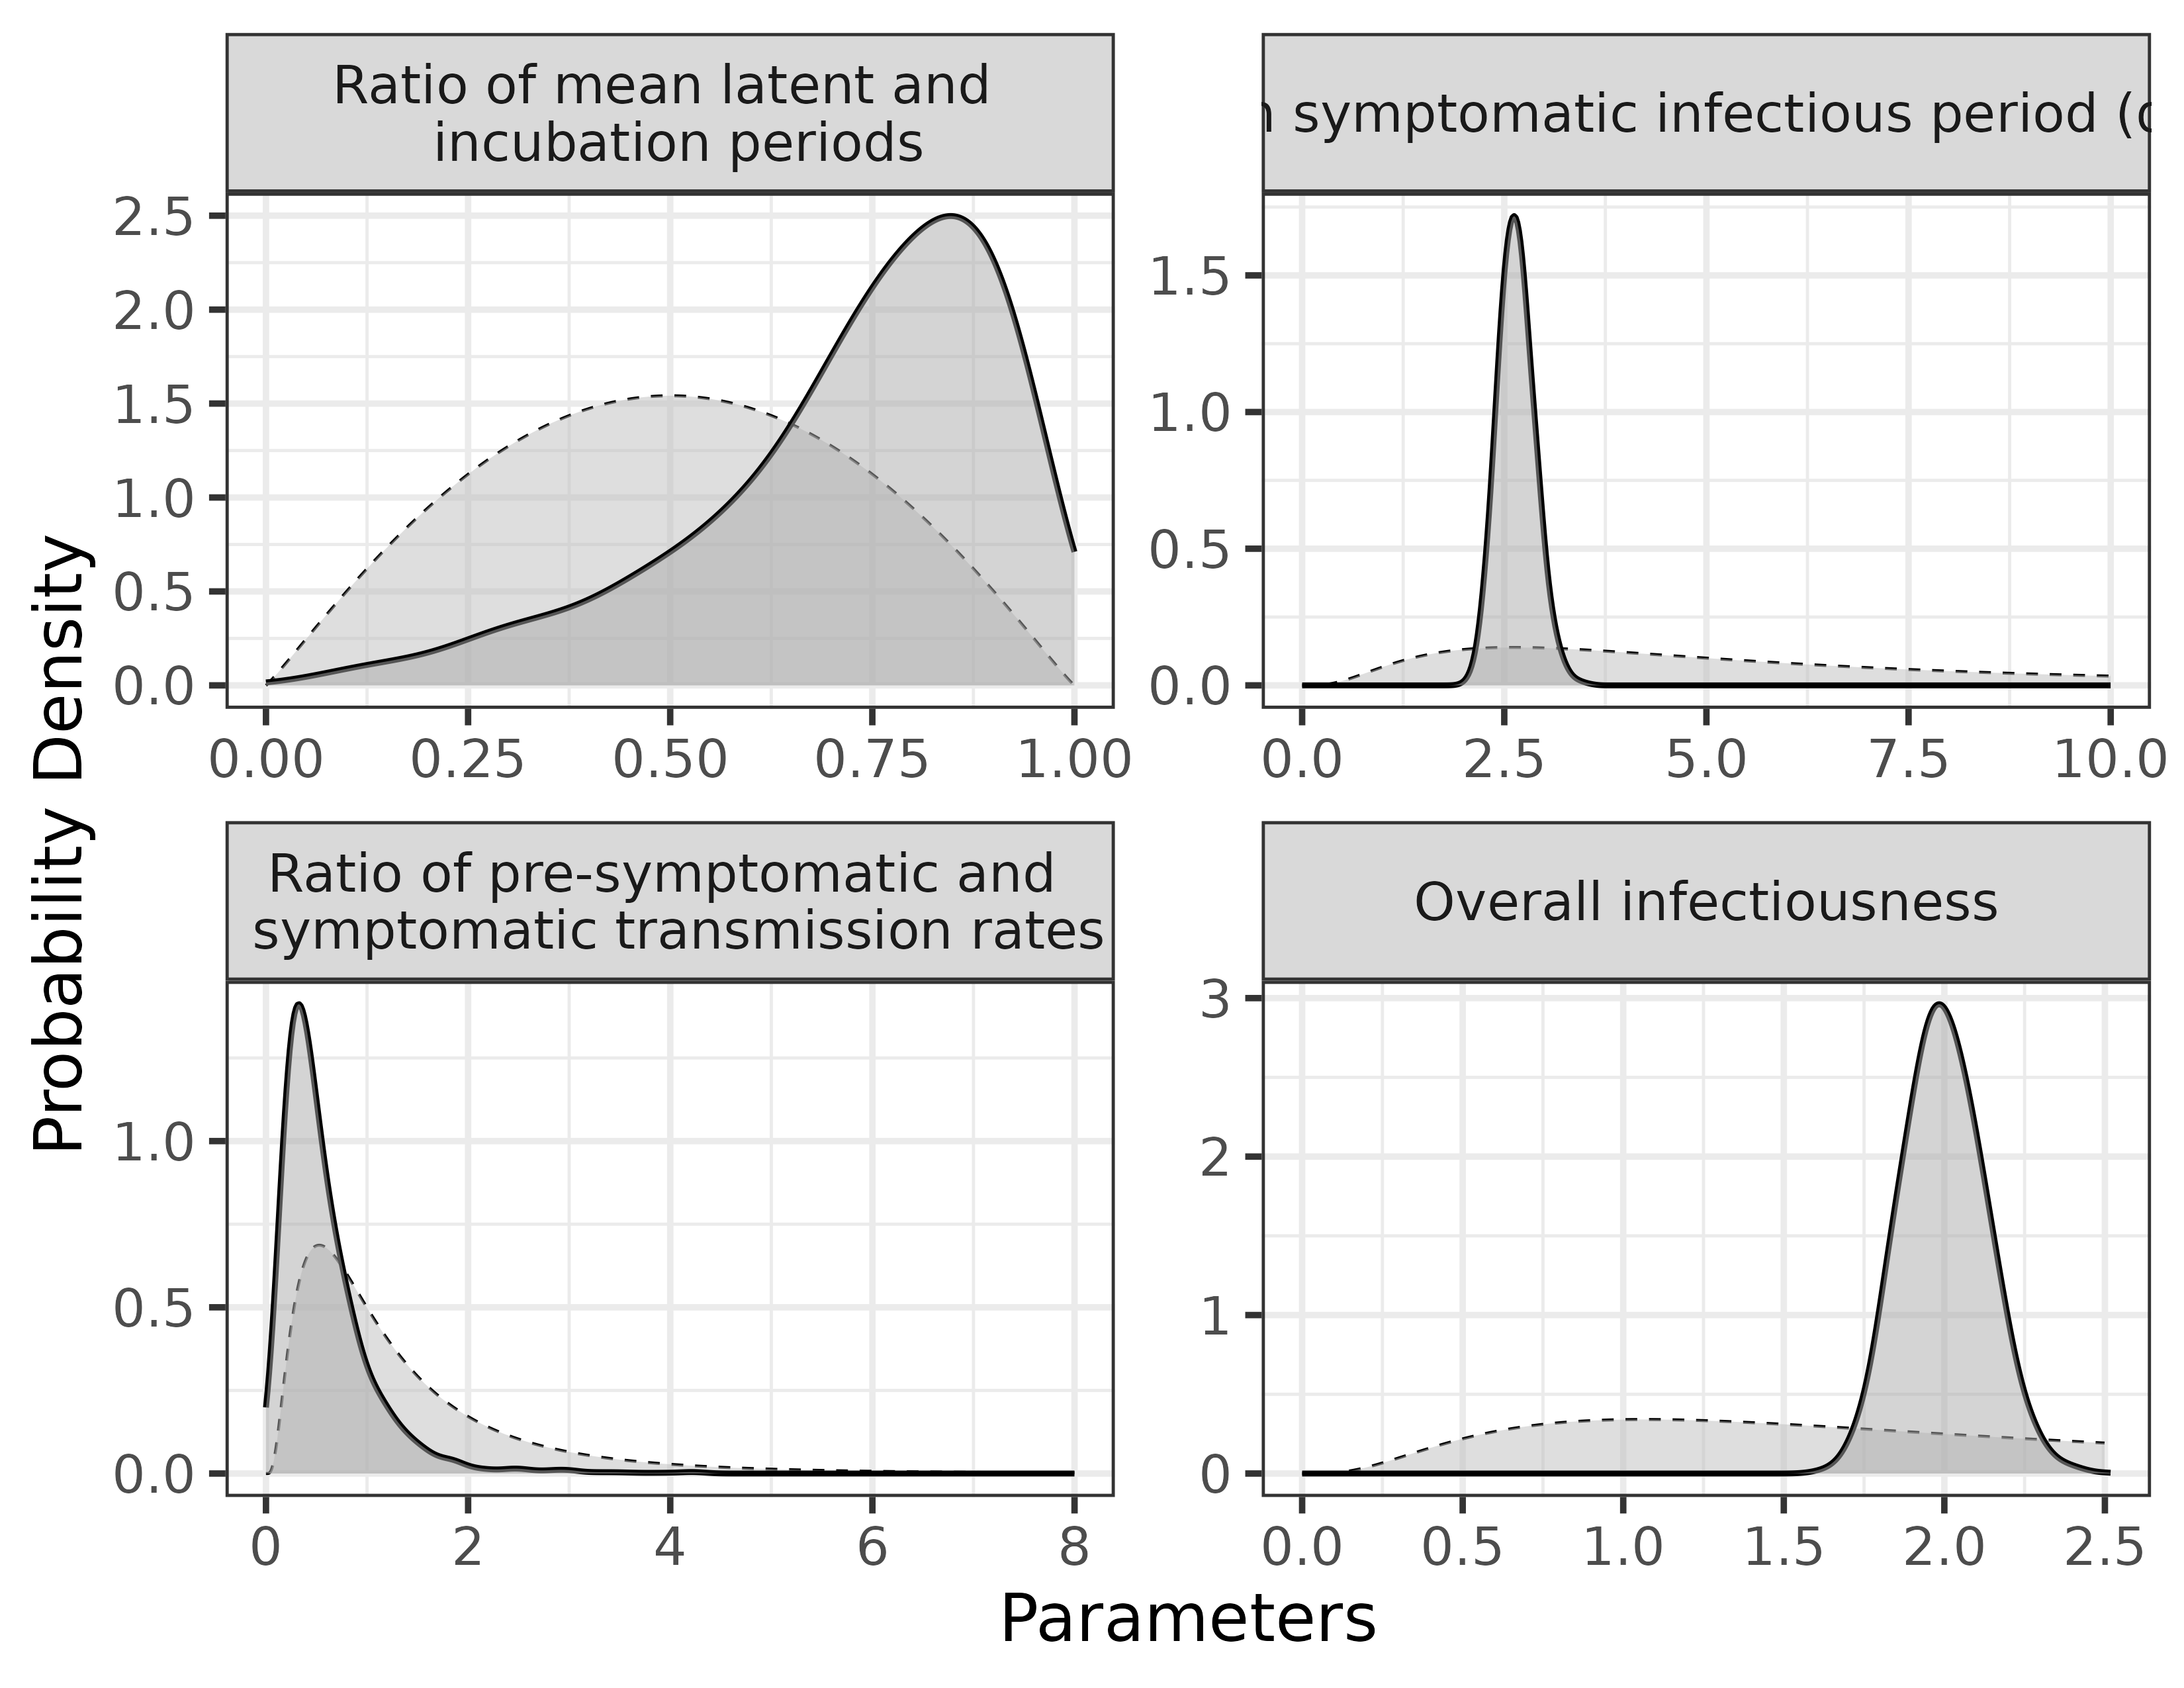 Ratio of mean latent and
incubation periods
symptomatic infectious period
2.5
2.0
1.5
1.0
0.5
0.0
0.00 0.25 0.50 0.75 1.00
1.5
1.0
0.5
0.0
0.0 2.5 5.0 7.5 10.0
Probability Density
Ratio of pre-symptomatic and
symptomatic transmission rates
Overall infectiousness
1.0
0.5
0.0
0 2 4 6 8
3
2
1
0
0.0 0.5 1.0 1.5 2.0 2.5
Parameters